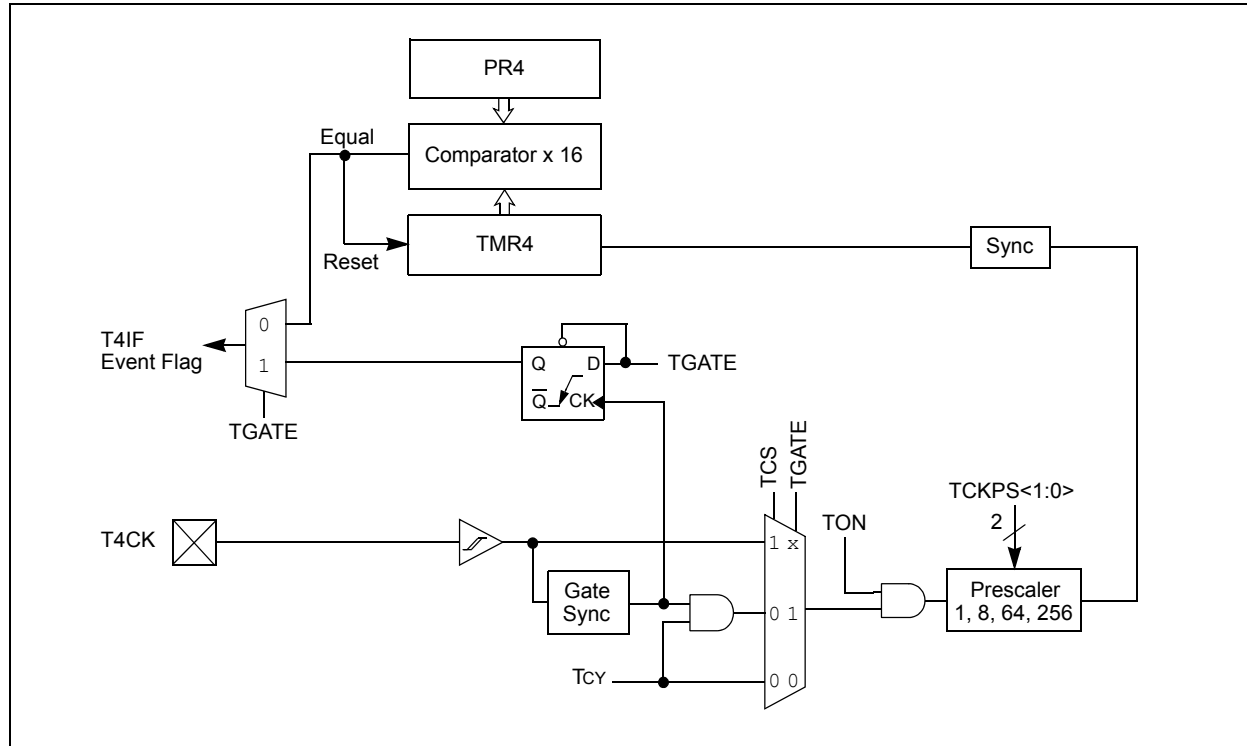 PR4
Equal
Comparator x 16
TMR4
Reset
Sync
0
1
T4IF
Event Flag
Q
D
TGATE
Q
CK
TGATE
TCS
TGATE
TCKPS<1:0>
2
TON
T4CK
1 x
Gate
Sync
0 1
Prescaler
1, 8, 64, 256
TCY
0 0